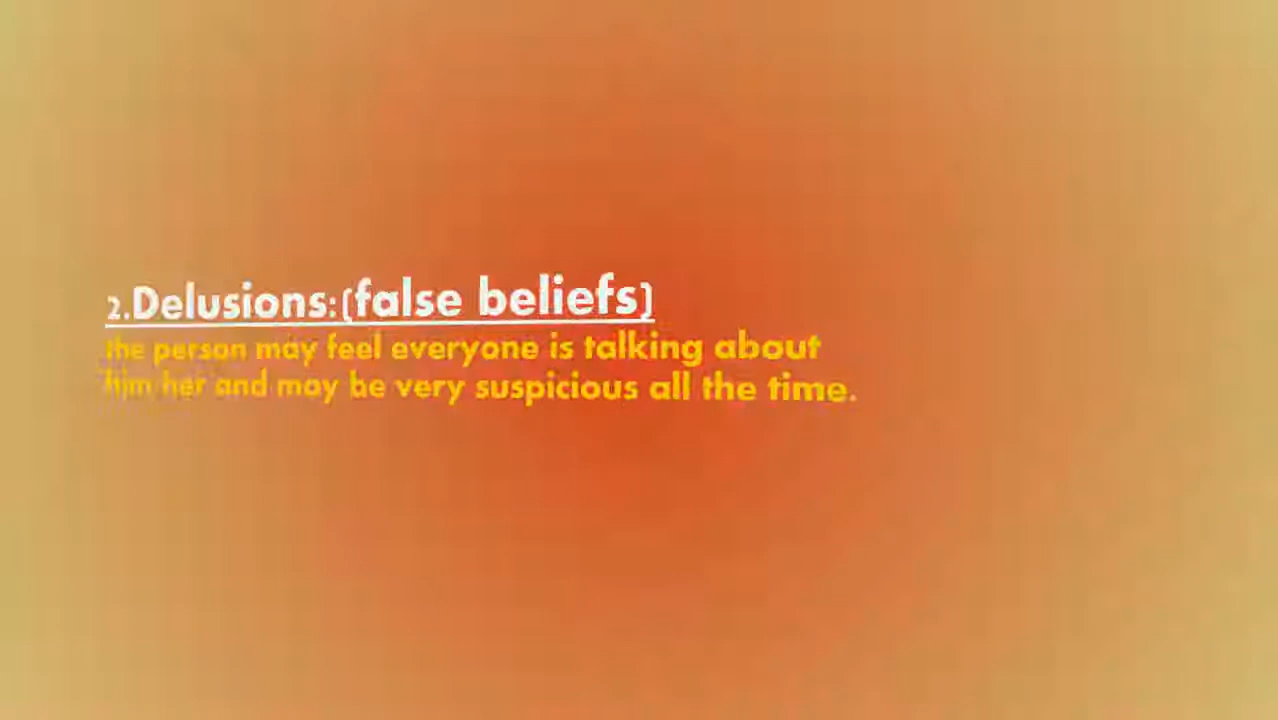 2.Delusions:(false beliefs)
the person may feel everyone is talking about
him her and may be very suspicious all the time.